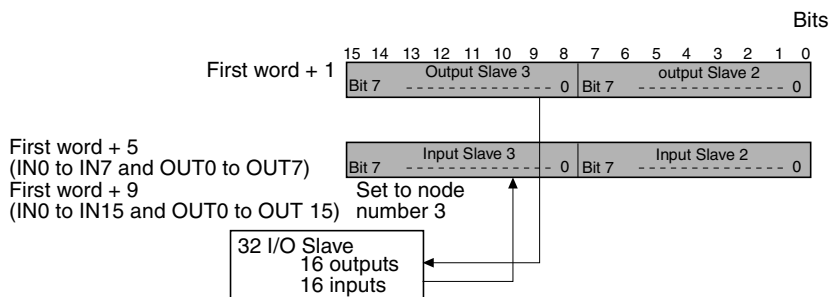 Bits
15 14 13 12 11 10 9 8 7 6 5 4 3 2 1 0
First word + 1
Output Slave 3
output Slave 2
Bit 7 - - - - - - - - - - - - - - 0 Bit 7 - - - - - - - - - - - - - - 0
First word + 5
(IN0 to IN7 and OUT0 to OUT7)
Input Slave 3
Input Slave 2
Bit 7 - - - - - - - - - - - - - - 0 Bit 7 - - - - - - - - - - - - - - 0
First word + 9
(IN0 to IN15 and OUT0 to OUT 15)
Set to node
number 3
32 I/O Slave
16 outputs
16 inputs